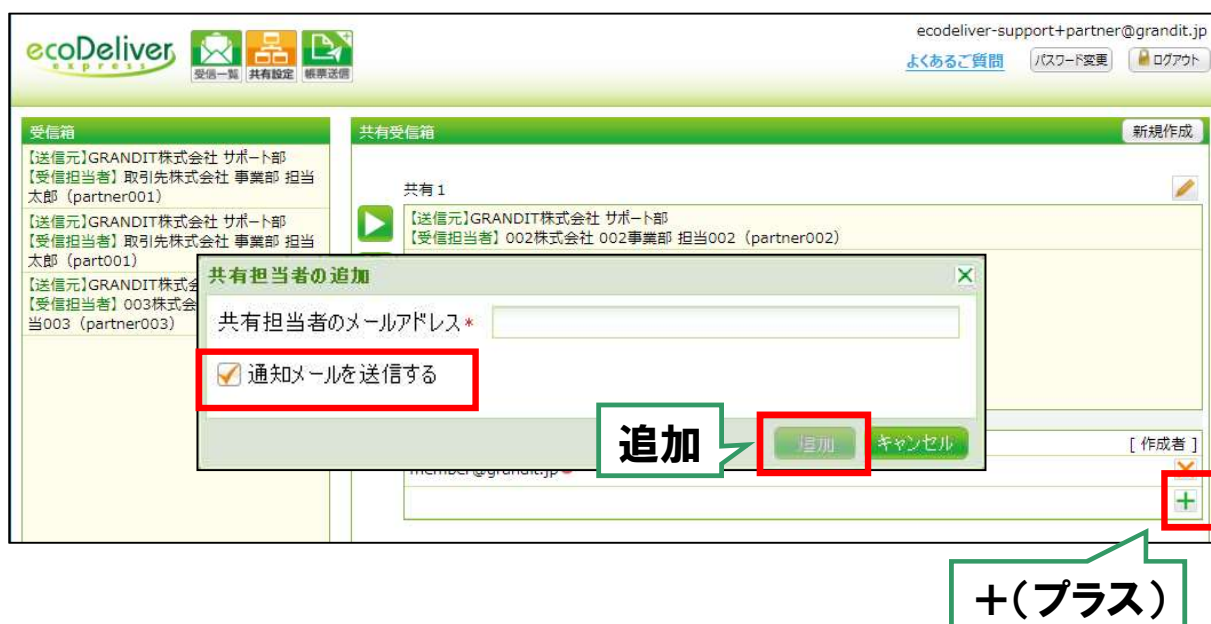 ecodeliver-support+partner@grandit.jp
ecoDeliver
express
受信一覧 共有設定 帳票送信
よくあるご質問 パスワード変更 ログアウト
受信箱
【送信元】GRANDIT株式会社 サポート部
【受信担当者】取引先株式会社 事業部 担当
太郎（partner001）
【送信元】GRANDIT株式会社 サポート部
【受信担当者】取引先株式会社 事業部 担当
太郎（part001）
【送信元】GRANDIT株式会
【受信担当者】003株式会
当003（partner003）
共有受信箱 新規作成
共有1
【送信元】GRANDIT株式会社 サポート部
【受信担当者】002株式会社 002事業部 担当002（partner002）
共有担当者の追加
共有担当者のメールアドレス*
通知メールを送信する
追加
追加 キャンセル
[ 作成者 ]
member@grandit.jp
＋（プラス）